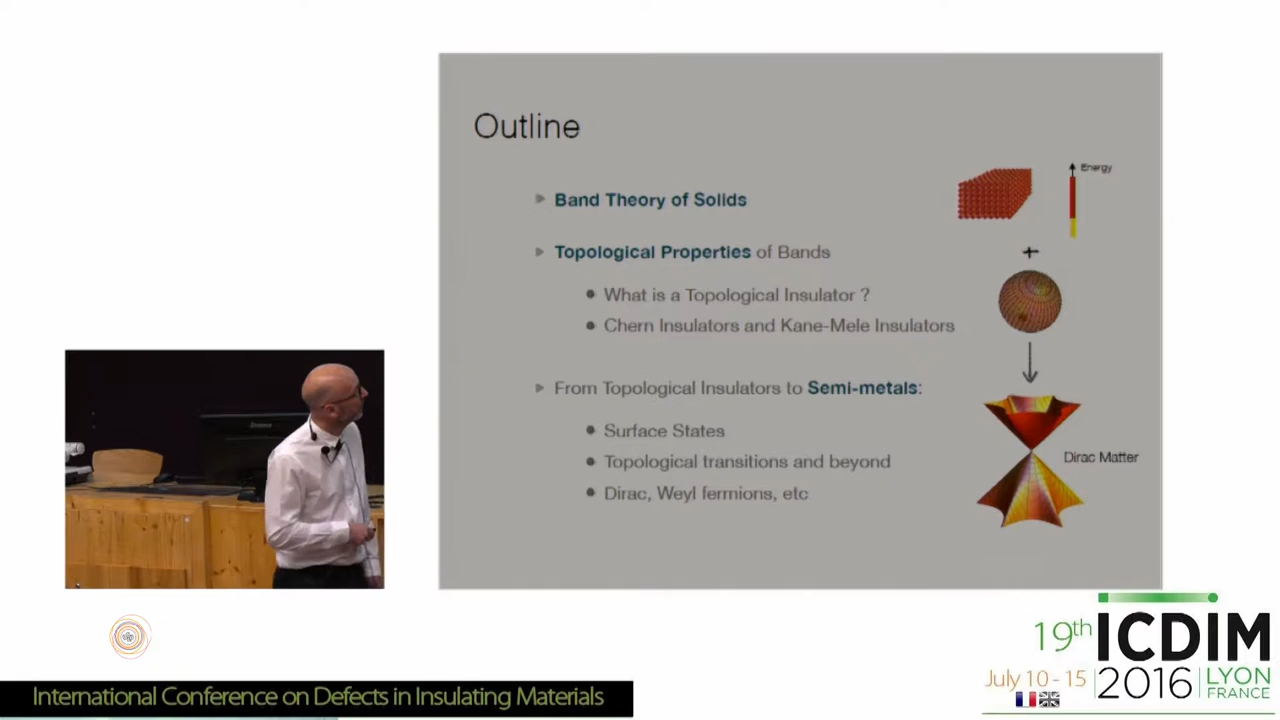 Outline
Energy
Band Theory of Solids
Topological Properties of Bands
What is a Topological Insulator ?
Chern Insulators and Kane-Mele Insulators
From Topological Insulators to Semi-metals:
Surface States
Dirac Matter
Topological transitions and beyond
Dirac, Weyl fermions, etc
19th ICDIM
July 10 - 15 2016 LYON
FRANCE
International Conference on Defects in Insulating Materials